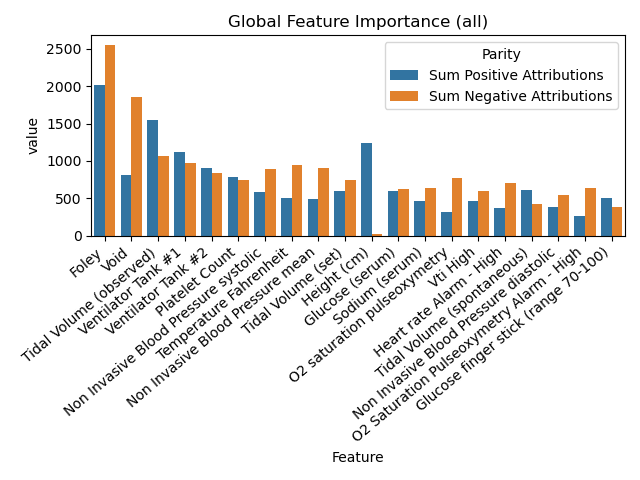 Global Feature Importance (all)
Parity
Sum Positive Attributions
Sum Negative Attributions
value
2500
2000
1500
1000
500
0
Foley
Void
Tidal Volume (observed)
Ventilator Tank #1
Ventilator Tank #2
Platelet Count
Non Invasive Blood Pressure systolic
Temperature Fahrenheit
Non Invasive Blood Pressure mean
Tidal Volume (set)
Height (cm)
Glucose (serum)
Sodium (serum)
O2 saturation pulseoxymetry
Vti High
Heart rate Alarm - High
Tidal Volume (spontaneous)
Non Invasive Blood Pressure diastolic
O2 Saturation Pulseoxymetry Alarm - High
Glucose finger stick (range 70-100)
Feature